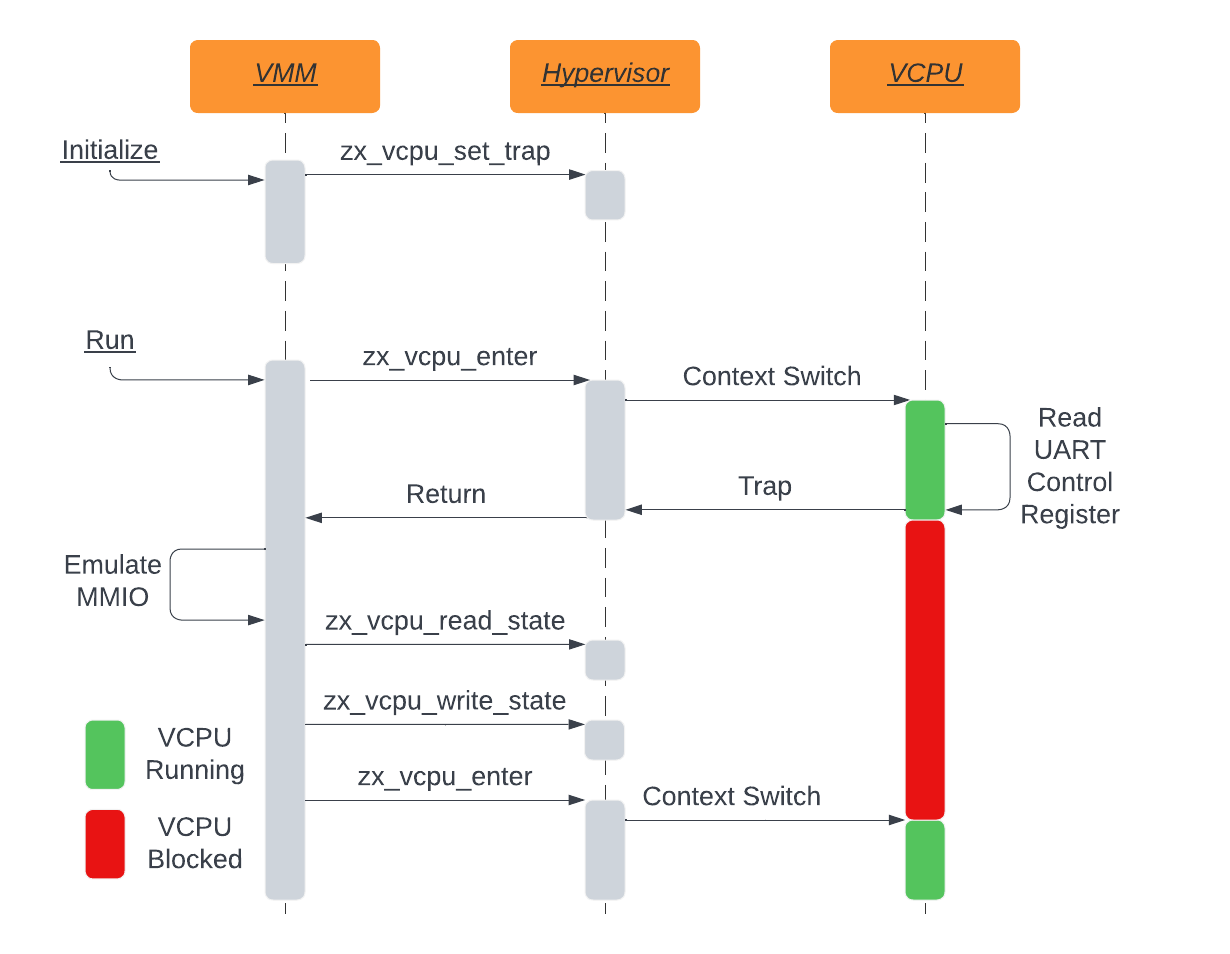 VMM
Hypervisor
VCPU
Initialize
zx_vcpu_set_trap
Run
zx_vcpu_enter
Context Switch
Read
UART
Control
Register
Trap
Return
Emulate
MMIO
zx_vcpu_read_state
zx_vcpu_write_state
VCPU
Running
zx_vcpu_enter
Context Switch
VCPU
Blocked